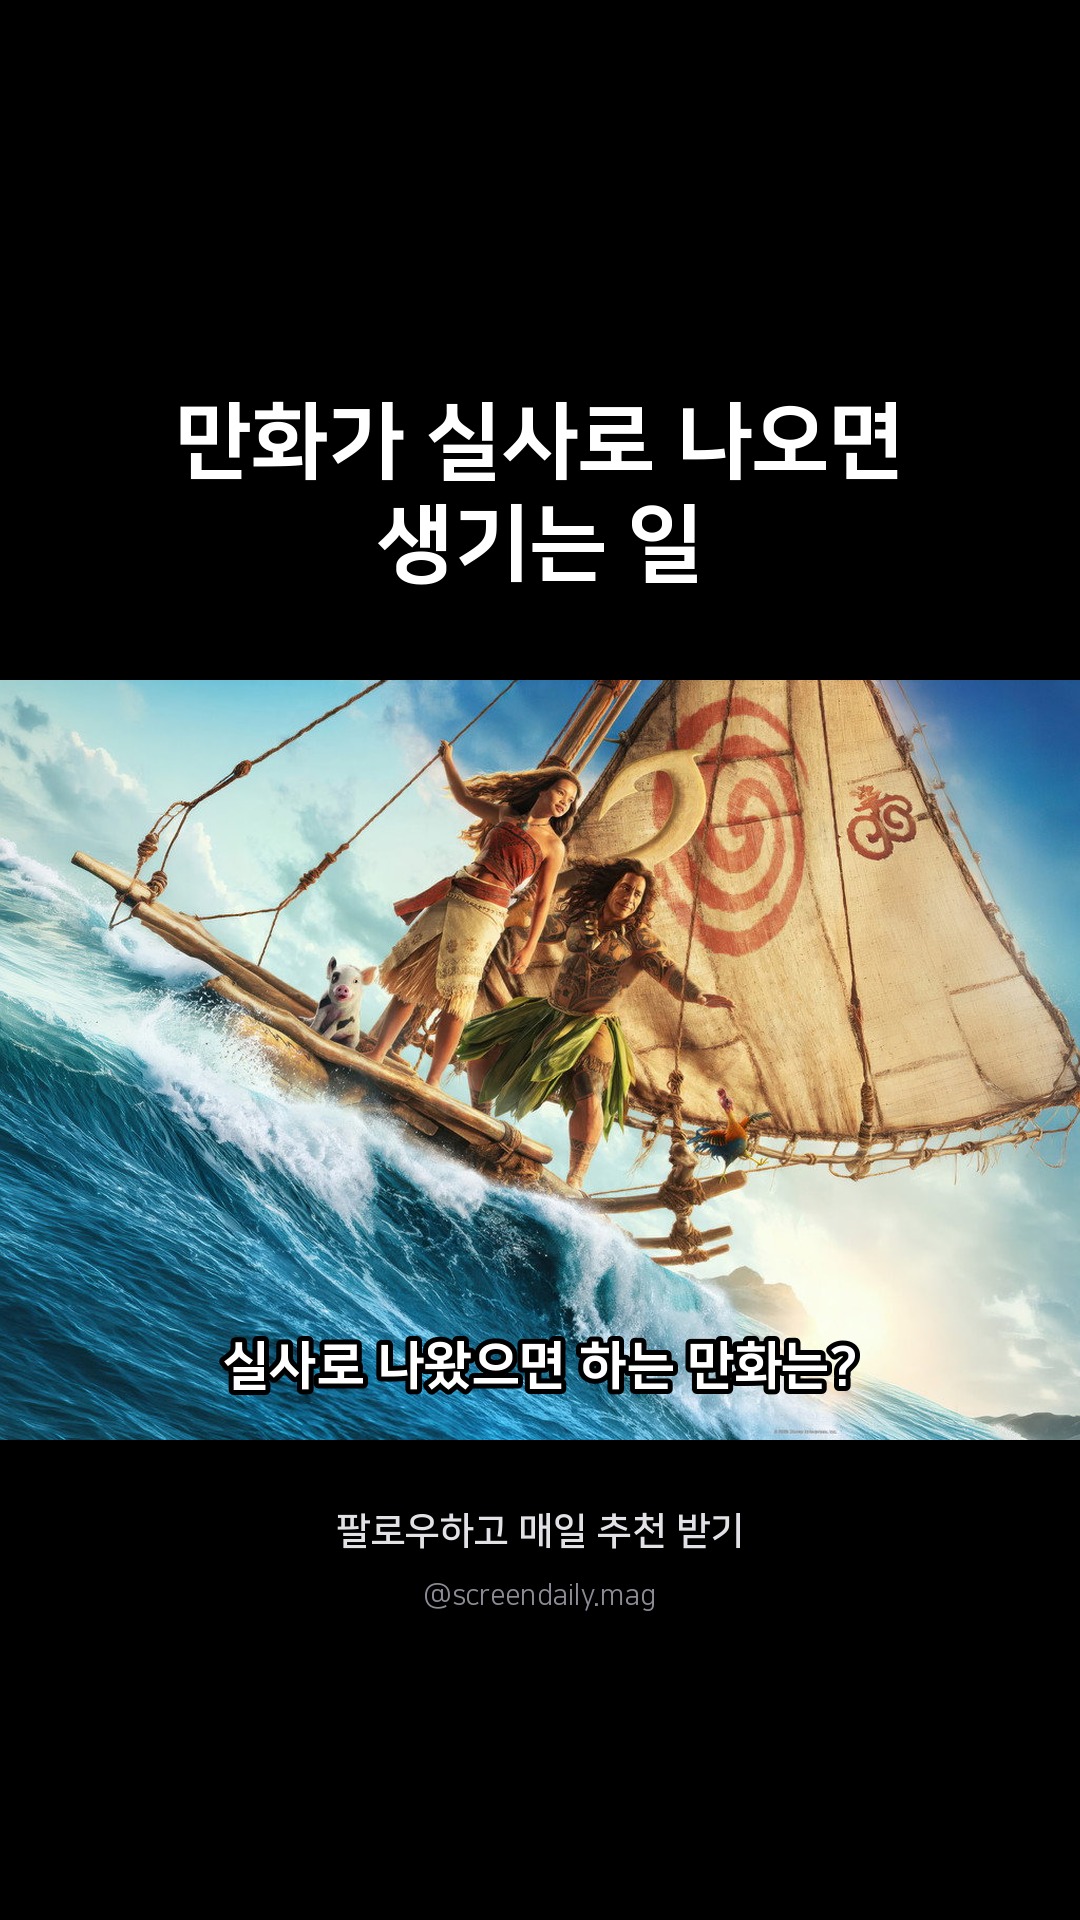 만화가 실사로 나오면
생기는 일
실사로 나왔으면 하는 만화는?
팔로우하고 매일 추천 받기
@screendaily.mag